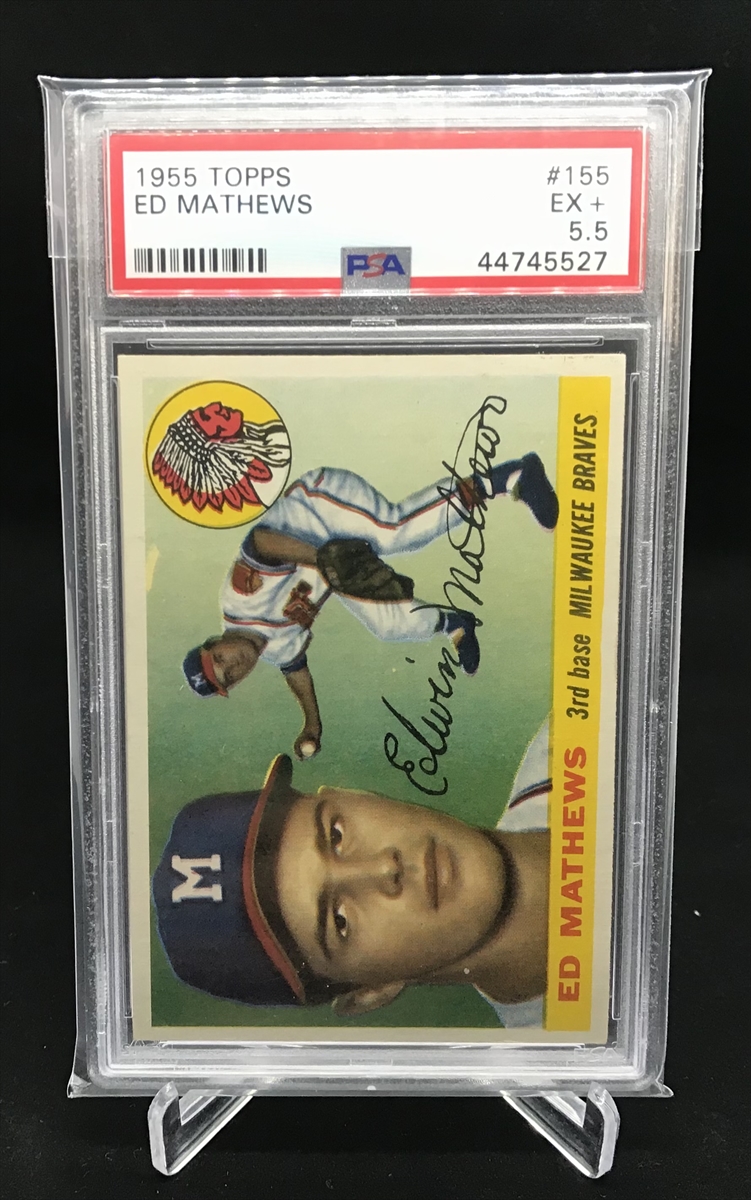 1955 TOPPS #155
ED MATHEWS EX +
5.5
PSA 44745527
M
M
Edwin Mathews
ED MATHEWS 3rd base MILWAUKEE BRAVES